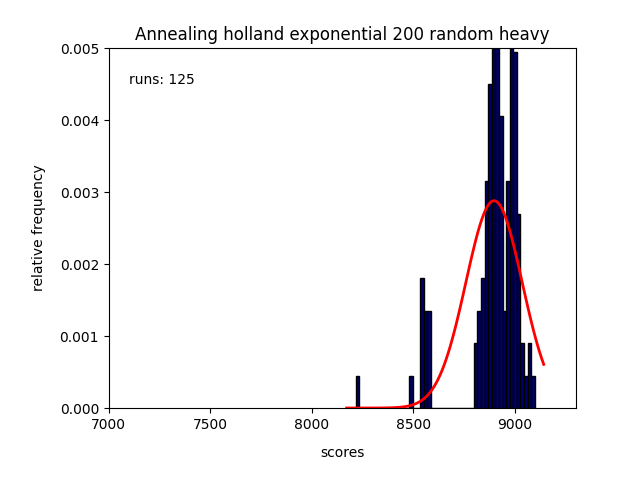 Annealing holland exponential 200 random heavy
runs: 125
relative frequency
0.005
0.004
0.003
0.002
0.001
0.000
7000 7500 8000 8500 9000
scores